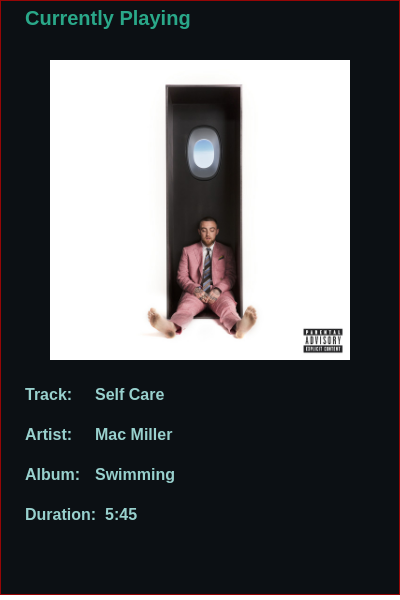 Currently Playing
PARENTAL
ADVISORY
EXPLICIT CONTENT
Track: Self Care
Artist: Mac Miller
Album: Swimming
Duration: 5:45